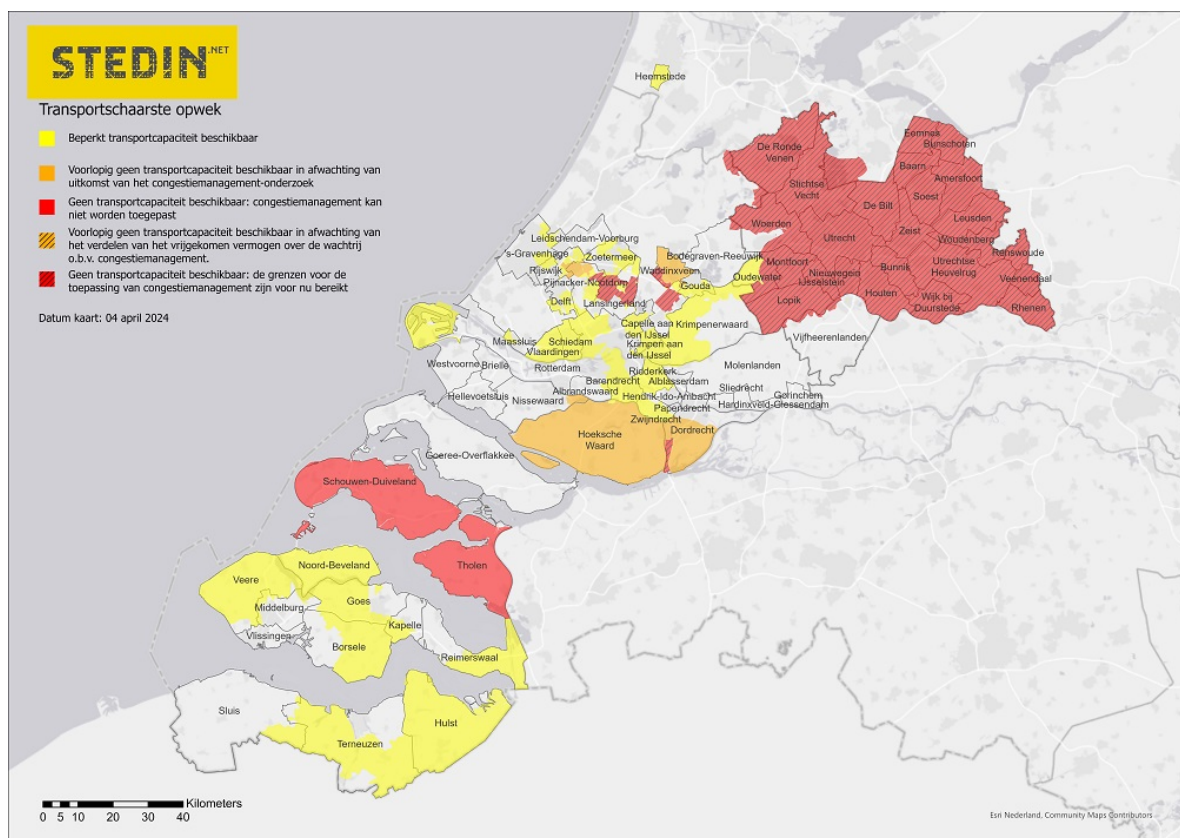 STEDIN.NET
Transportschaarste opwek
Beperkt transportcapaciteit beschikbaar
Voorlopig geen transportcapaciteit beschikbaar in afwachting van
uitkomst van het congestiemanagement-onderzoek
Geen transportcapaciteit beschikbaar: congestiemanagement kan
niet worden toegepast
Voorlopig geen transportcapaciteit beschikbaar in afwachting van
het verdelen van het vrijgekomen vermogen over de wachtrij
o.b.v. congestiemanagement.
Geen transportcapaciteit beschikbaar: de grenzen voor de
toepassing van congestiemanagement zijn voor nu bereikt
Datum kaart: 04 april 2024
Heemstede
Eemnes
Bunschoten
De Ronde
Venen
Baarn
Amersfoort
Stichtse
Vecht
Soest
De Bilt
Leusden
Woerden
Zeist
Woudenberg
Utrecht
Renswoude
Leidschendam-Voorburg
's-Gravenhage
Zoetermeer
Bodegraven-Reeuwijk
Montfoort
Bunnik
Utrechtse
Heuvelrug
Rijswijk
Waddinxveen
Oudewater
Nieuwegein
IJsselstein
Veenendaal
Pijnacker-Nootdorp
Gouda
Houten
Wijk bij
Duurstede
Rhenen
Delft
Lansingerland
Lopik
Capelle aan
den IJssel
Krimpenerwaard
Maassluis
Schiedam
Vlaardingen
Krimpen aan
den IJssel
Vijfheerenlanden
Westvoorne
Brielle
Rotterdam
Ridderkerk
Molenlanden
Barendrecht
Alblasserdam
Hellevoetsluis
Albrandswaard
Sliedrecht
Nissewaard
Hendrik-Ido-Ambacht
Gorinchem
Papendrecht
Hardinxveld-Giessendam
Zwijndrecht
Hoeksche
Waard
Dordrecht
Goeree-Overflakkee
Schouwen-Duiveland
Tholen
Noord-Beveland
Veere
Goes
Middelburg
Kapelle
Vlissingen
Borsele
Reimerswaal
Sluis
Hulst
Terneuzen
Kilometers
0 5 10 20 30 40
Esri Nederland, Community Maps Contributors